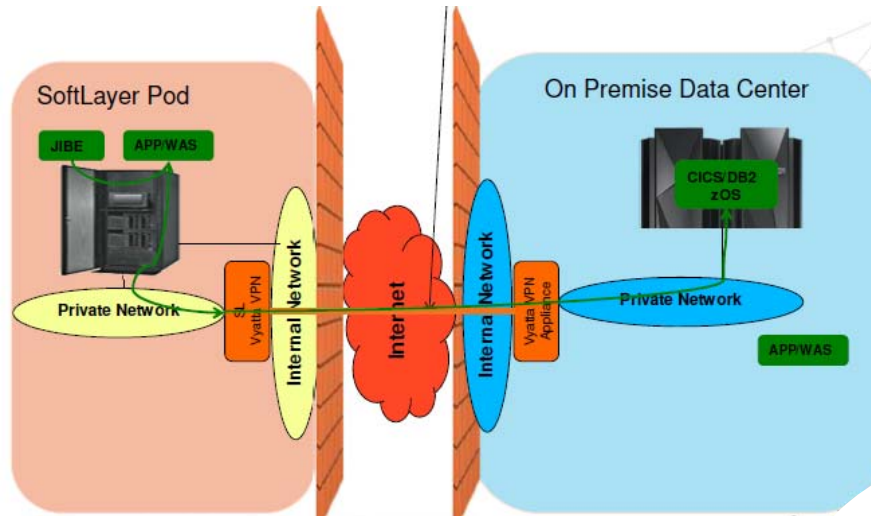 SoftLayer Pod
JIBE
APP/WAS
Private Network
SL
Vyatta VPN
Internal Network
Internet
Internal Network
Vyatta VPN
Appliance
On Premise Data Center
CICS/DB2
zOS
Private Network
APP/WAS